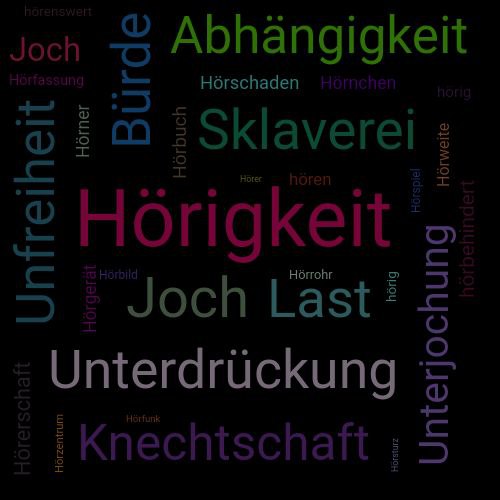 hörenswert
Joch
Bürde
Abhängigkeit
Hörfassung
Hörschaden
Hörnchen
hörig
Unfreiheit
Hörner
Hörbuch
Sklaverei
Hörweite
Hörer
hören
Hörspiel
hörbehindert
Hörigkeit
Hörgerät
Hörbild
Joch
Hörrohr
Last
hörig
Unterjochung
Unterdrückung
Hörerschaft
Hörzentrum
Hörfunk
Knechtschaft
Hörsturz